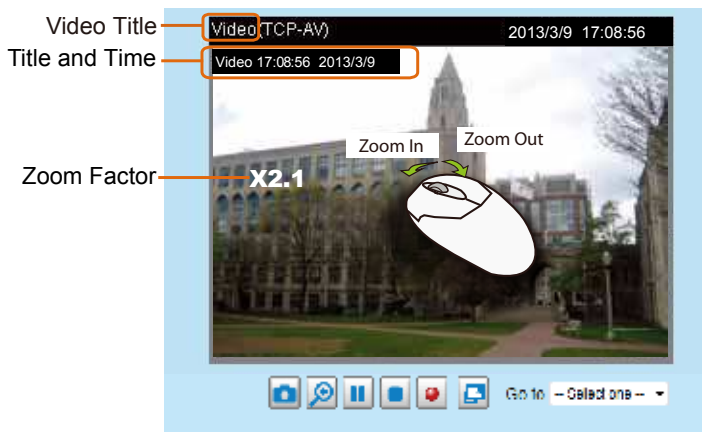 Video Title
Video(TCP-AV) 2013/3/9 17:08:56
Title and Time
Video 17:08:56 2013/3/9
Zoom In Zoom Out
Zoom Factor
X2.1
Go to -- Select one --